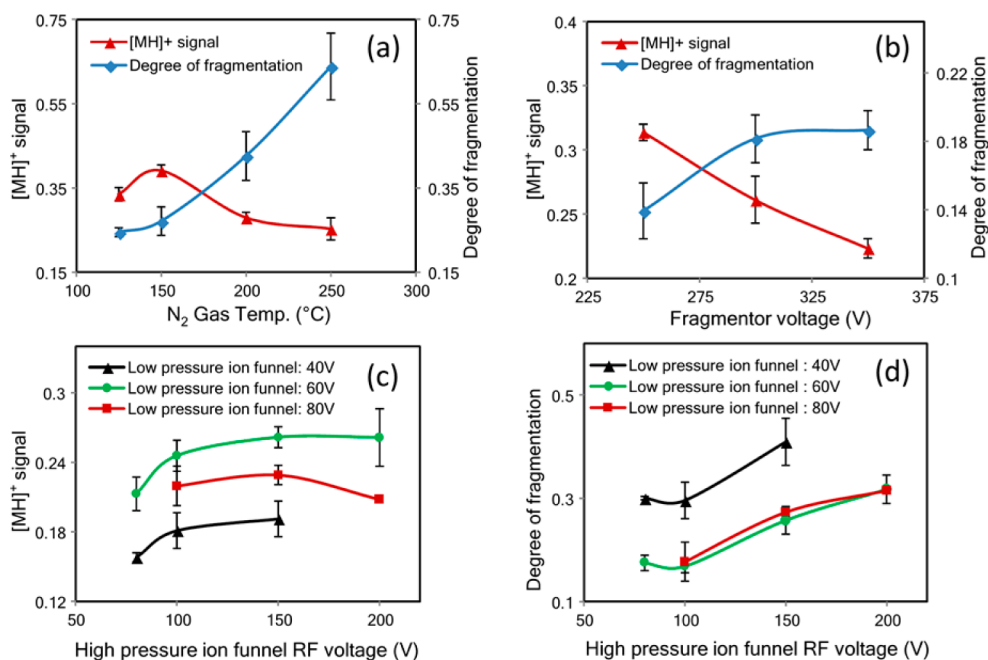 (a)
[MH]+ signal
Degree of fragmentation
0.75
0.55
0.35
0.15
[MH]+ signal
0.75
0.55
0.35
0.15
Degree of fragmentation
100 150 200 250 300
N2 Gas Temp. (°C)
(b)
[MH]+ signal
Degree of fragmentation
0.4
0.35
0.3
0.25
0.2
[MH]+ signal
0.22
0.18
0.14
0.1
Degree of fragmentation
225 275 325 375
Fragmentor voltage (V)
(c)
Low pressure ion funnel: 40V
Low pressure ion funnel: 60V
Low pressure ion funnel: 80V
0.3
0.24
0.18
0.12
[MH]+ signal
50 100 150 200
High pressure ion funnel RF voltage (V)
(d)
Low pressure ion funnel : 40V
Low pressure ion funnel : 60V
Low pressure ion funnel : 80V
0.5
0.3
0.1
Degree of fragmentation
50 100 150 200
High pressure ion funnel RF voltage (V)